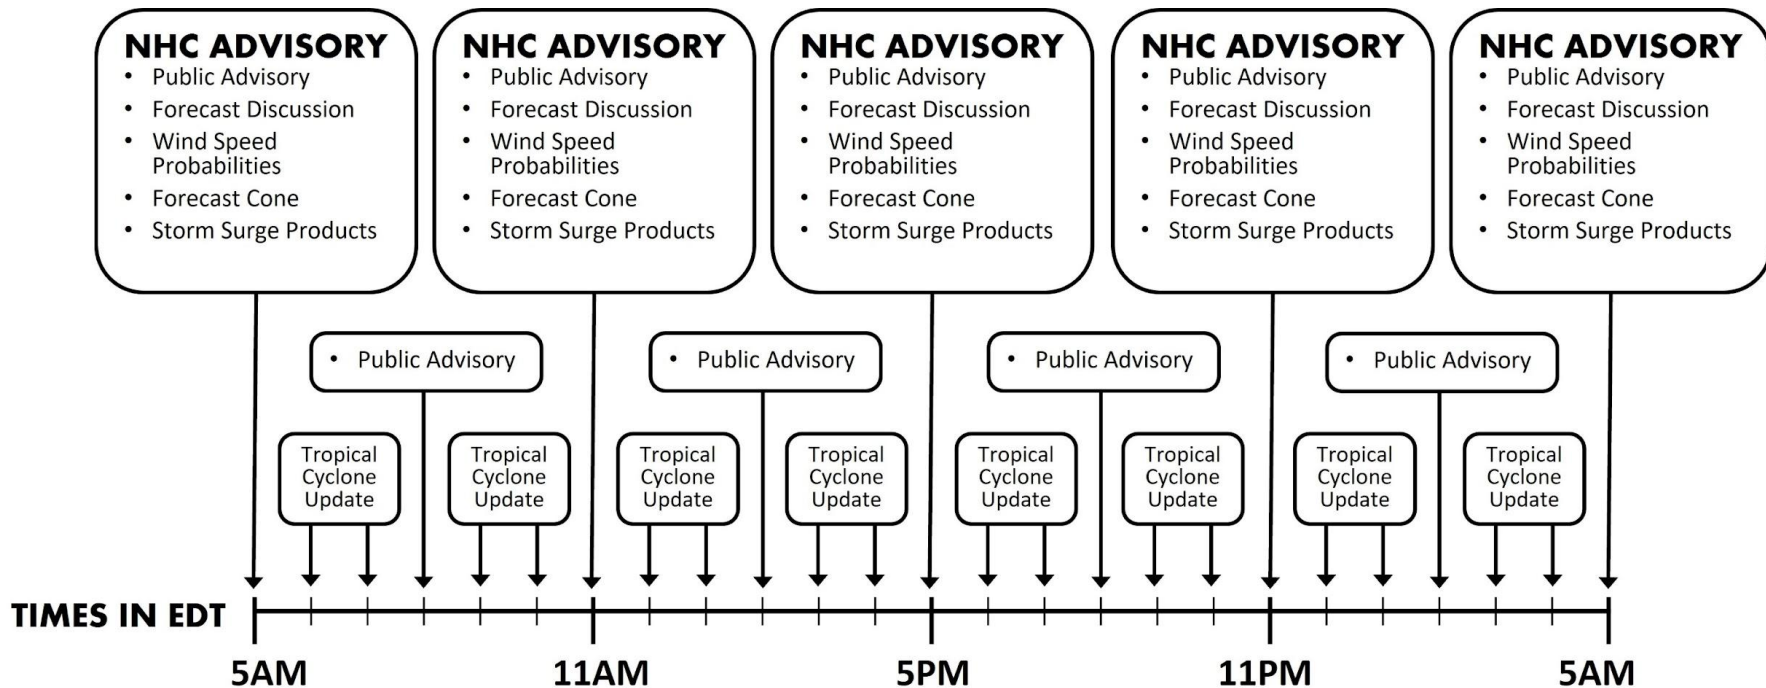 NHC ADVISORY
• Public Advisory
• Forecast Discussion
• Wind Speed
Probabilities
• Forecast Cone
• Storm Surge Products
NHC ADVISORY
• Public Advisory
• Forecast Discussion
• Wind Speed
Probabilities
• Forecast Cone
• Storm Surge Products
NHC ADVISORY
• Public Advisory
• Forecast Discussion
• Wind Speed
Probabilities
• Forecast Cone
• Storm Surge Products
NHC ADVISORY
• Public Advisory
• Forecast Discussion
• Wind Speed
Probabilities
• Forecast Cone
• Storm Surge Products
NHC ADVISORY
• Public Advisory
• Forecast Discussion
• Wind Speed
Probabilities
• Forecast Cone
• Storm Surge Products
• Public Advisory
• Public Advisory
• Public Advisory
• Public Advisory
Tropical
Cyclone
Update
Tropical
Cyclone
Update
Tropical
Cyclone
Update
Tropical
Cyclone
Update
Tropical
Cyclone
Update
Tropical
Cyclone
Update
Tropical
Cyclone
Update
Tropical
Cyclone
Update
TIMES IN EDT
5AM
11AM
5PM
11PM
5AM